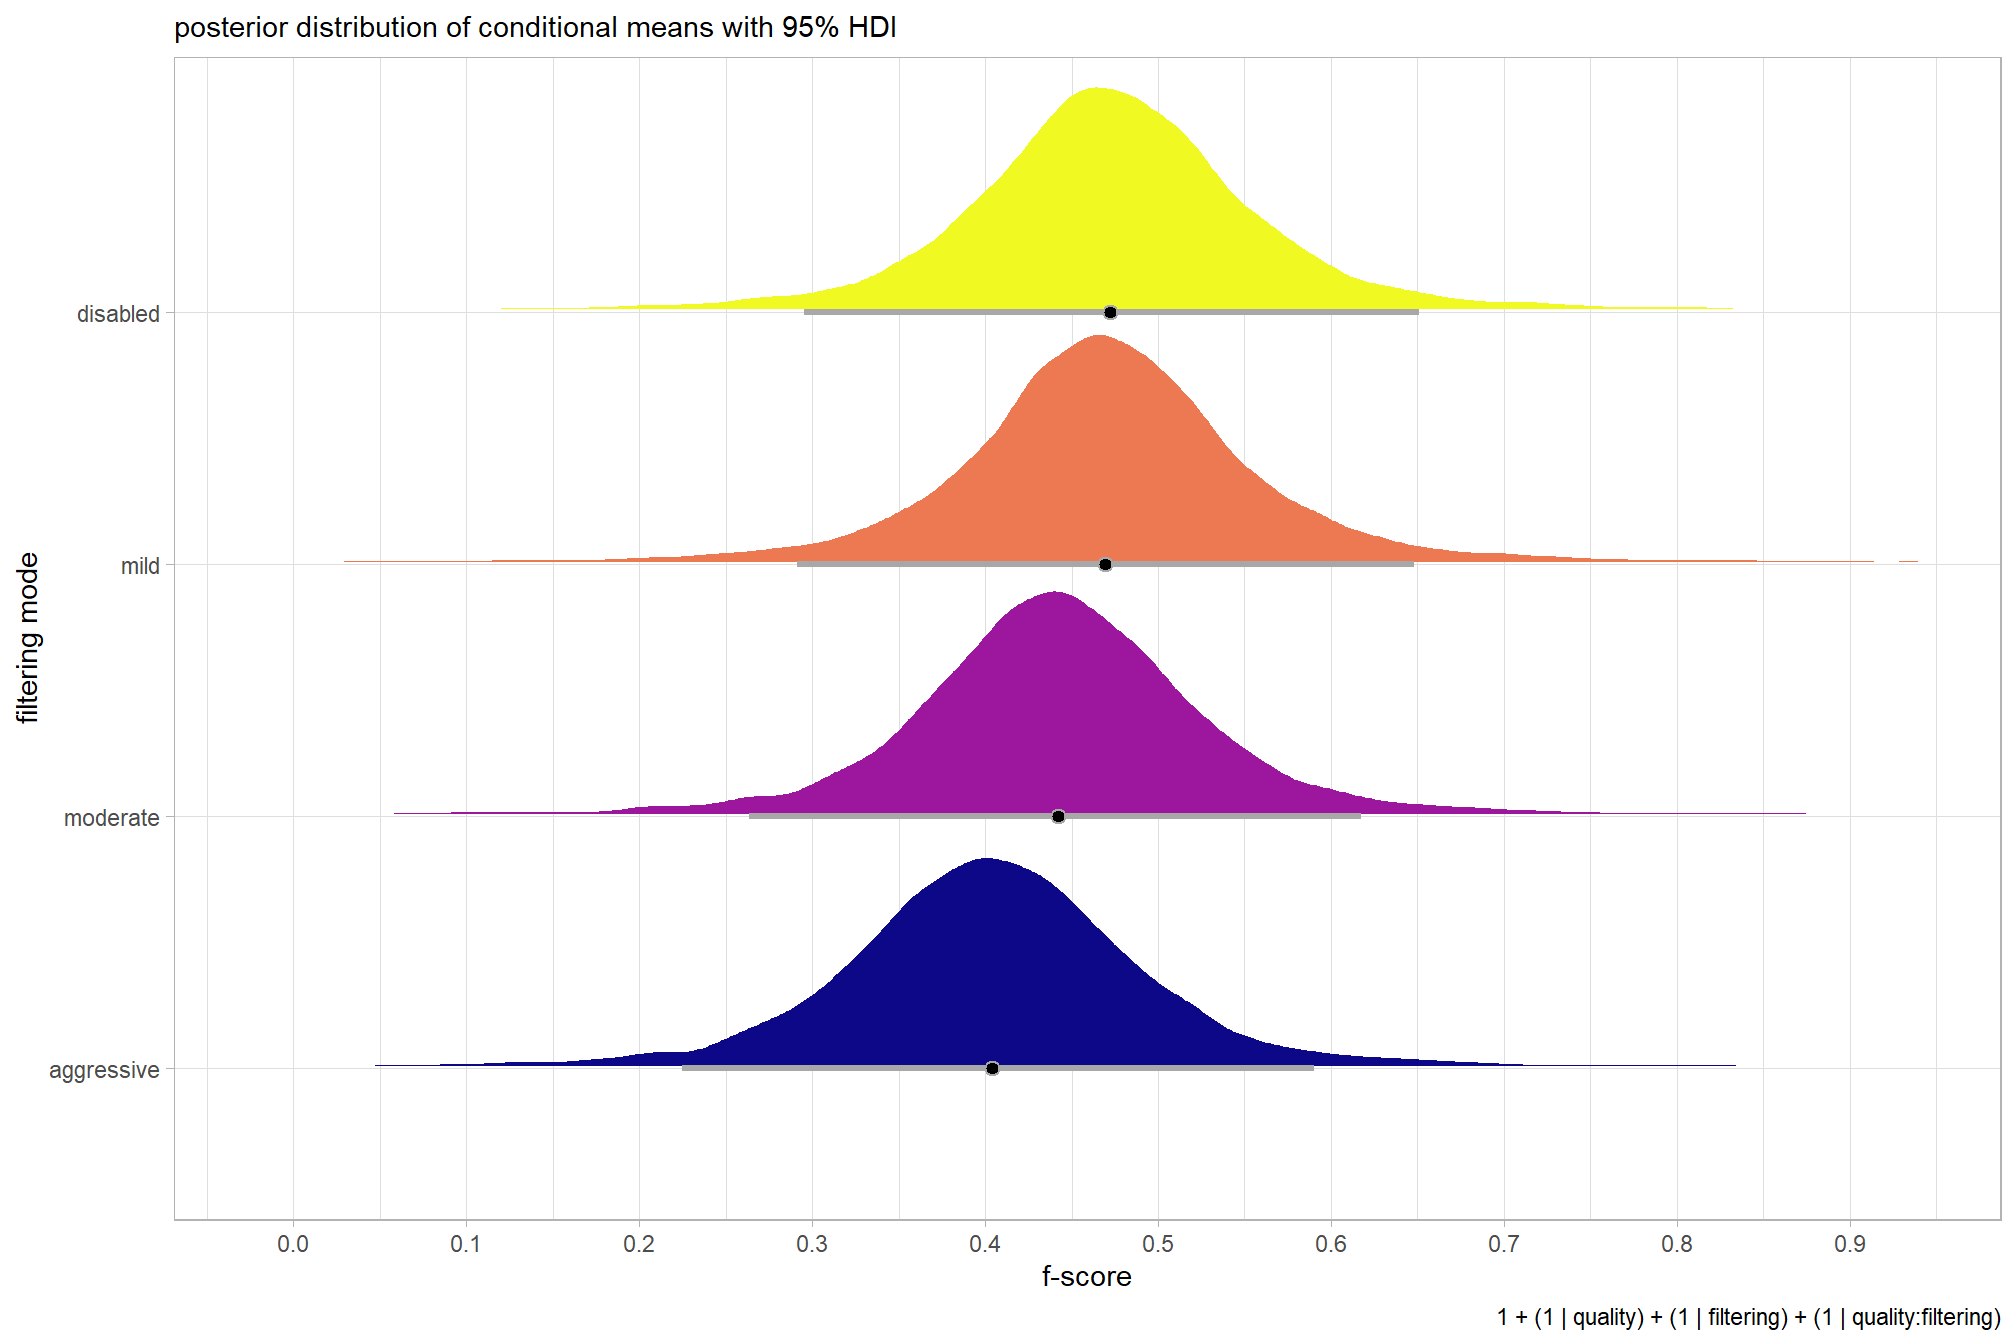 posterior distribution of conditional means with 95% HDI
filtering mode
disabled
mild
moderate
aggressive
0.0 0.1 0.2 0.3 0.4 0.5 0.6 0.7 0.8 0.9
f-score
1 + (1 | quality) + (1 | filtering) + (1 | quality:filtering)